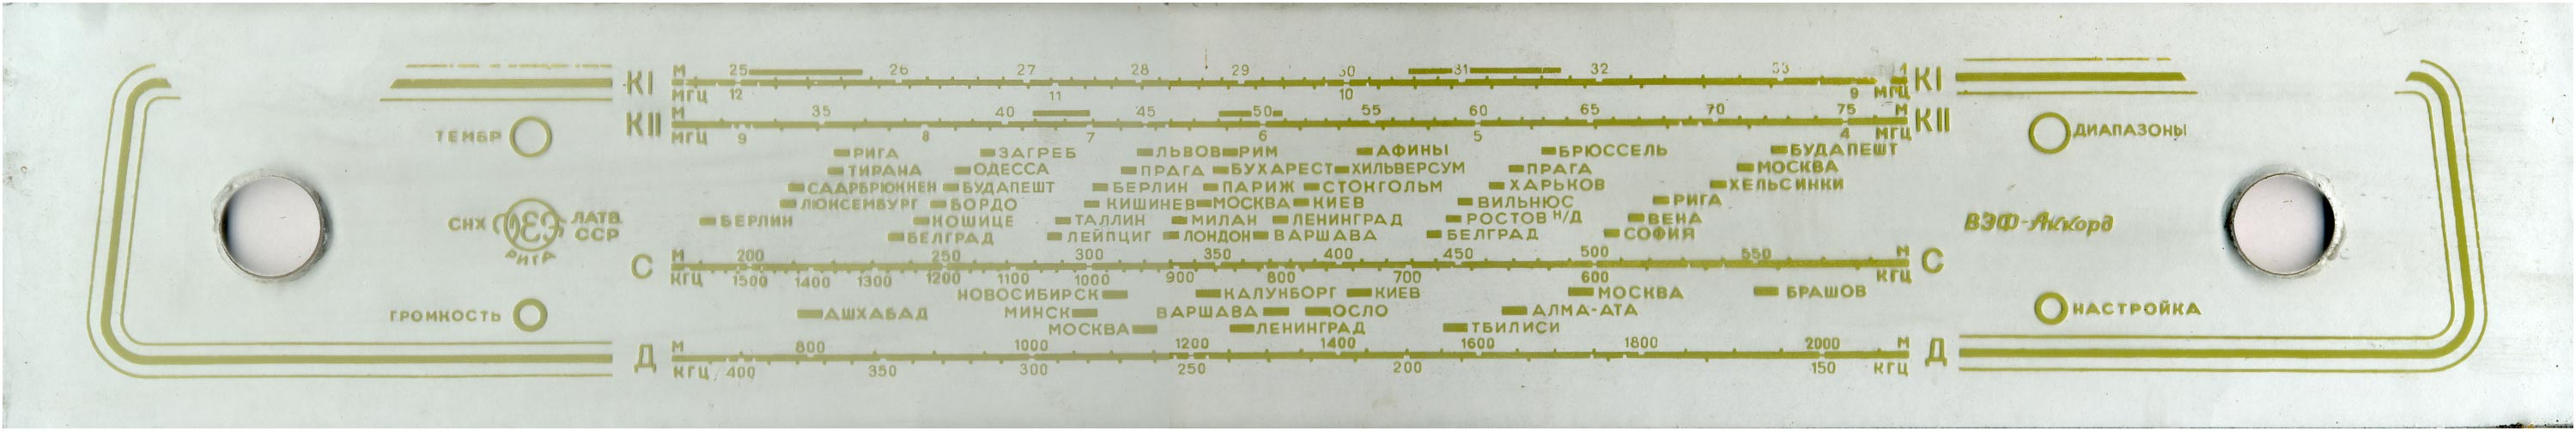 КI М 25 26 27 28 29 30 31 32 33 КI
МГЦ 12 11 10 9 МГЦ
КII М 35 40 45 50 55 60 65 70 75 М КII
МГЦ 9 8 7 6 5 4 МГЦ
ТЕМБР
ДИАПАЗОНЫ
РИГА ЗАГРЕБ ЛЬВОВ РИМ АФИНЫ БРЮССЕЛЬ БУДАПЕШТ
ТИРАНА ОДЕССА ПРАГА БУХАРЕСТ ХИЛЬВЕРСУМ ПРАГА МОСКВА
СААРБРЮККЕН БУДАПЕШТ БЕРЛИН ПАРИЖ СТОКГОЛЬМ ХАРЬКОВ ХЕЛЬСИНКИ
ЛЮКСЕМБУРГ БОРДО КИШИНЕВ МОСКВА КИЕВ ВИЛЬНЮС РИГА
БЕРЛИН КОШИЦЕ ТАЛЛИН МИЛАН ЛЕНИНГРАД РОСТОВ Н/Д ВЕНА
БЕЛГРАД ЛЕЙПЦИГ ЛОНДОН ВАРШАВА БЕЛГРАД СОФИЯ
СНХ ВЭФ ЛАТВ.
ССР
РИГА
ВЭФ-Аккорд
С М 200 250 300 350 400 450 500 550 М С
КГЦ 1500 1400 1300 1200 1100 1000 900 800 700 600 КГЦ
НОВОСИБИРСК КАЛУНБОРГ КИЕВ МОСКВА БРАШОВ
АШХАБАД МИНСК ВАРШАВА ОСЛО АЛМА-АТА
МОСКВА ЛЕНИНГРАД ТБИЛИСИ
ГРОМКОСТЬ
НАСТРОЙКА
Д М 800 1000 1200 1400 1600 1800 2000 М Д
КГЦ 400 350 300 250 200 150 КГЦ